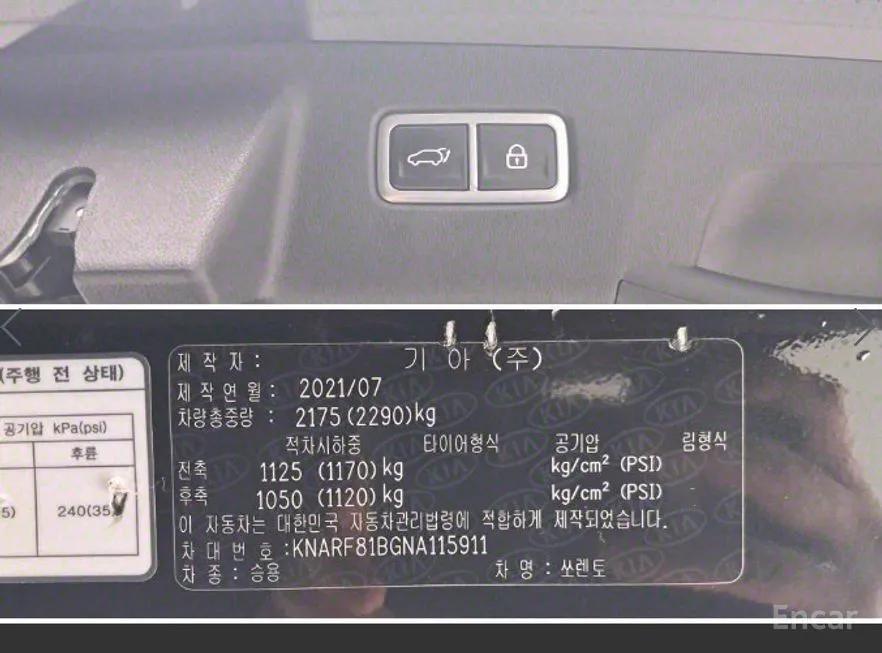 제 작 자 : 기 아 (주)
제 작 연 월 : 2021/07
차량총중량 : 2175 (2290)kg
적차시하중 타이어형식 공기압 림형식
전축 1125 (1170) kg kg/cm² (PSI)
후축 1050 (1120) kg kg/cm² (PSI)
이 자동차는 대한민국 자동차관리법령에 적합하게 제작되었습니다.
차 대 번 호 :KNARF81BGNA115911
차 종 : 승용 차 명 : 쏘렌토
(주행 전 상태)
공기압 kPa(psi)
후륜
5) 240(35)
KIA
Encar